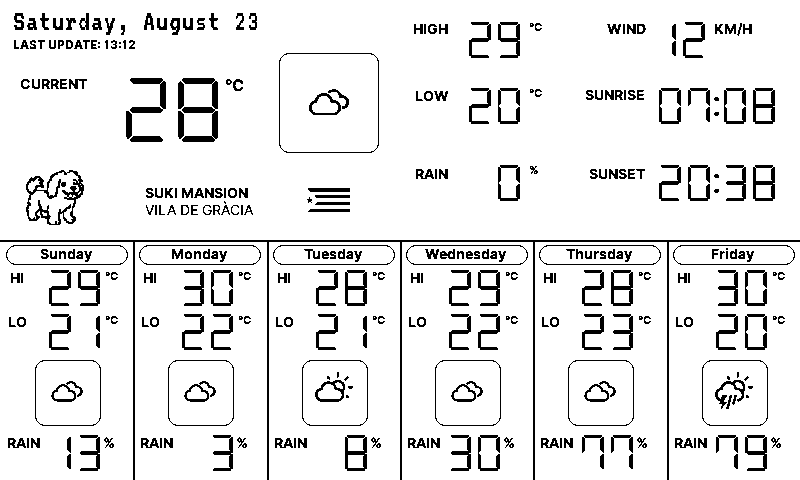 Saturday, August 23
LAST UPDATE: 13:12
CURRENT 28 °C
SUKI MANSION
VILA DE GRÀCIA
HIGH 29 °C
LOW 20 °C
RAIN 0 %
WIND 12 KM/H
SUNRISE 07:08
SUNSET 20:38
Sunday
HI 29 °C
LO 21 °C
RAIN 13 %
Monday
HI 30 °C
LO 22 °C
RAIN 3 %
Tuesday
HI 28 °C
LO 21 °C
RAIN 8 %
Wednesday
HI 29 °C
LO 22 °C
RAIN 30 %
Thursday
HI 28 °C
LO 23 °C
RAIN 77 %
Friday
HI 30 °C
LO 20 °C
RAIN 79 %